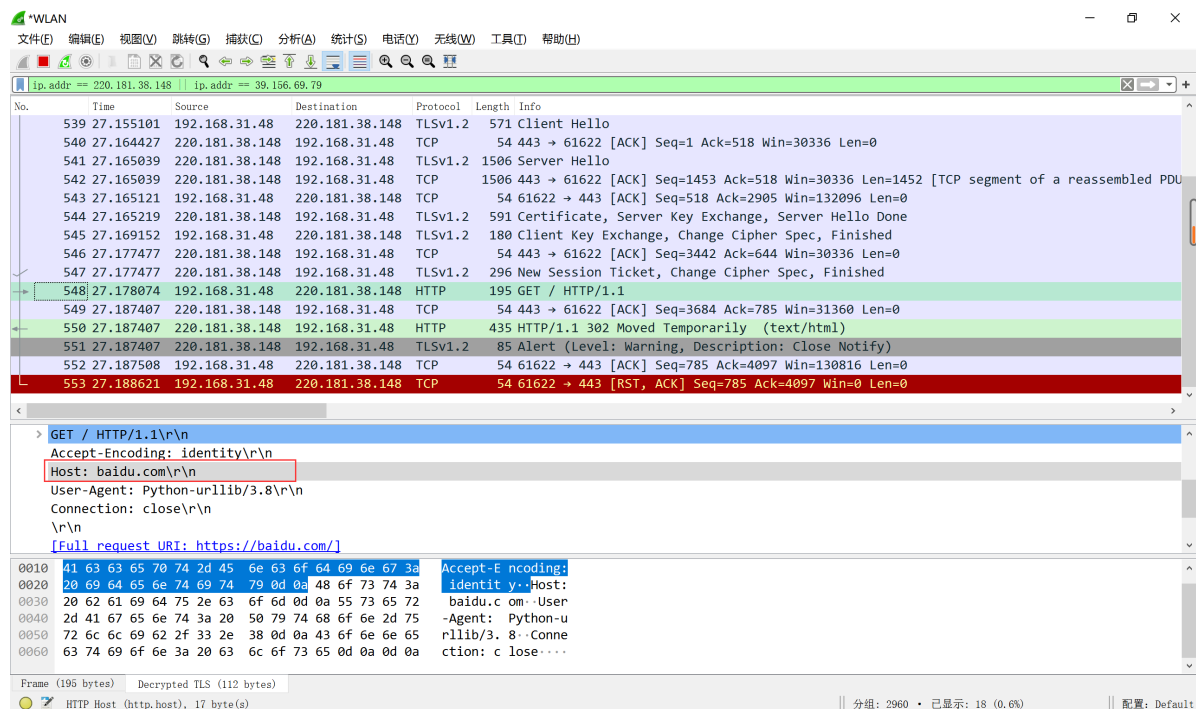 *WLAN
文件(F) 编辑(E) 视图(V) 跳转(G) 捕获(C) 分析(A) 统计(S) 电话(Y) 无线(W) 工具(T) 帮助(H)
ip.addr == 220.181.38.148 || ip.addr == 39.156.69.79
No. Time Source Destination Protocol Length Info
539 27.155101 192.168.31.48 220.181.38.148 TLSv1.2 571 Client Hello
540 27.164427 220.181.38.148 192.168.31.48 TCP 54 443 → 61622 [ACK] Seq=1 Ack=518 Win=30336 Len=0
541 27.165039 220.181.38.148 192.168.31.48 TLSv1.2 1506 Server Hello
542 27.165039 220.181.38.148 192.168.31.48 TCP 1506 443 → 61622 [ACK] Seq=1453 Ack=518 Win=30336 Len=1452 [TCP segment of a reassembled PDU
543 27.165121 192.168.31.48 220.181.38.148 TCP 54 61622 → 443 [ACK] Seq=518 Ack=2905 Win=132096 Len=0
544 27.165219 220.181.38.148 192.168.31.48 TLSv1.2 591 Certificate, Server Key Exchange, Server Hello Done
545 27.169152 192.168.31.48 220.181.38.148 TLSv1.2 180 Client Key Exchange, Change Cipher Spec, Finished
546 27.177477 220.181.38.148 192.168.31.48 TCP 54 443 → 61622 [ACK] Seq=3442 Ack=644 Win=30336 Len=0
547 27.177477 220.181.38.148 192.168.31.48 TLSv1.2 296 New Session Ticket, Change Cipher Spec, Finished
548 27.178074 192.168.31.48 220.181.38.148 HTTP 195 GET / HTTP/1.1
549 27.187407 220.181.38.148 192.168.31.48 TCP 54 443 → 61622 [ACK] Seq=3684 Ack=785 Win=31360 Len=0
550 27.187407 220.181.38.148 192.168.31.48 HTTP 435 HTTP/1.1 302 Moved Temporarily (text/html)
551 27.187407 220.181.38.148 192.168.31.48 TLSv1.2 85 Alert (Level: Warning, Description: Close Notify)
552 27.187508 192.168.31.48 220.181.38.148 TCP 54 61622 → 443 [ACK] Seq=785 Ack=4097 Win=130816 Len=0
553 27.188621 192.168.31.48 220.181.38.148 TCP 54 61622 → 443 [RST, ACK] Seq=785 Ack=4097 Win=0 Len=0
GET / HTTP/1.1\r\n
Accept-Encoding: identity\r\n
Host: baidu.com\r\n
User-Agent: Python-urllib/3.8\r\n
Connection: close\r\n
\r\n
[Full request URI: https://baidu.com/]
0010 41 63 63 65 70 74 2d 45 6e 63 6f 64 69 6e 67 3a Accept-E ncoding:
0020 20 69 64 65 6e 74 69 74 79 0d 0a 48 6f 73 74 3a identit y··Host:
0030 20 62 61 69 64 75 2e 63 6f 6d 0d 0a 55 73 65 72 baidu.c om··User
0040 2d 41 67 65 6e 74 3a 20 50 79 74 68 6f 6e 2d 75 -Agent: Python-u
0050 72 6c 6c 69 62 2f 33 2e 38 0d 0a 43 6f 6e 6e 65 rllib/3. 8··Conne
0060 63 74 69 6f 6e 3a 20 63 6c 6f 73 65 0d 0a 0d 0a ction: c lose····
Frame (195 bytes) Decrypted TLS (112 bytes)
HTTP Host (http.host), 17 byte(s) 分组: 2960 • 已显示: 18 (0.6%) 配置: Default